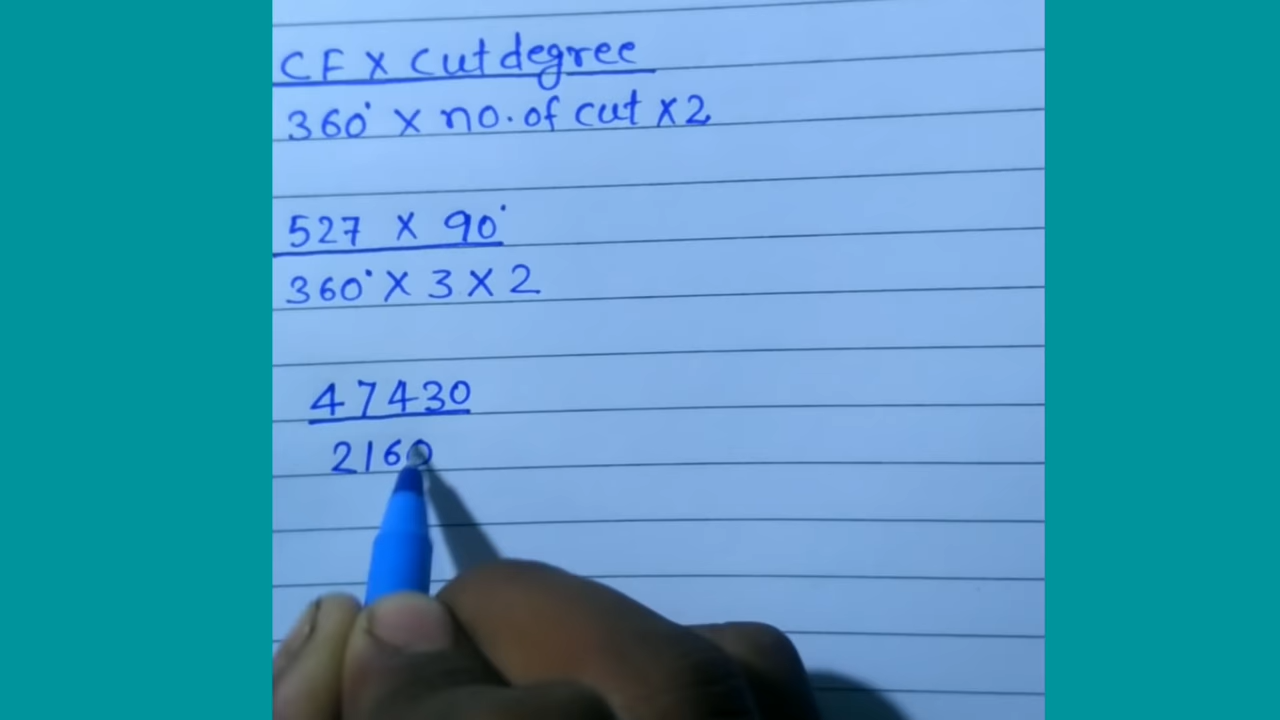 CF X Cut degree
360° X no. of cut X 2
527 X 90°
360° X 3 X 2
47430
2160